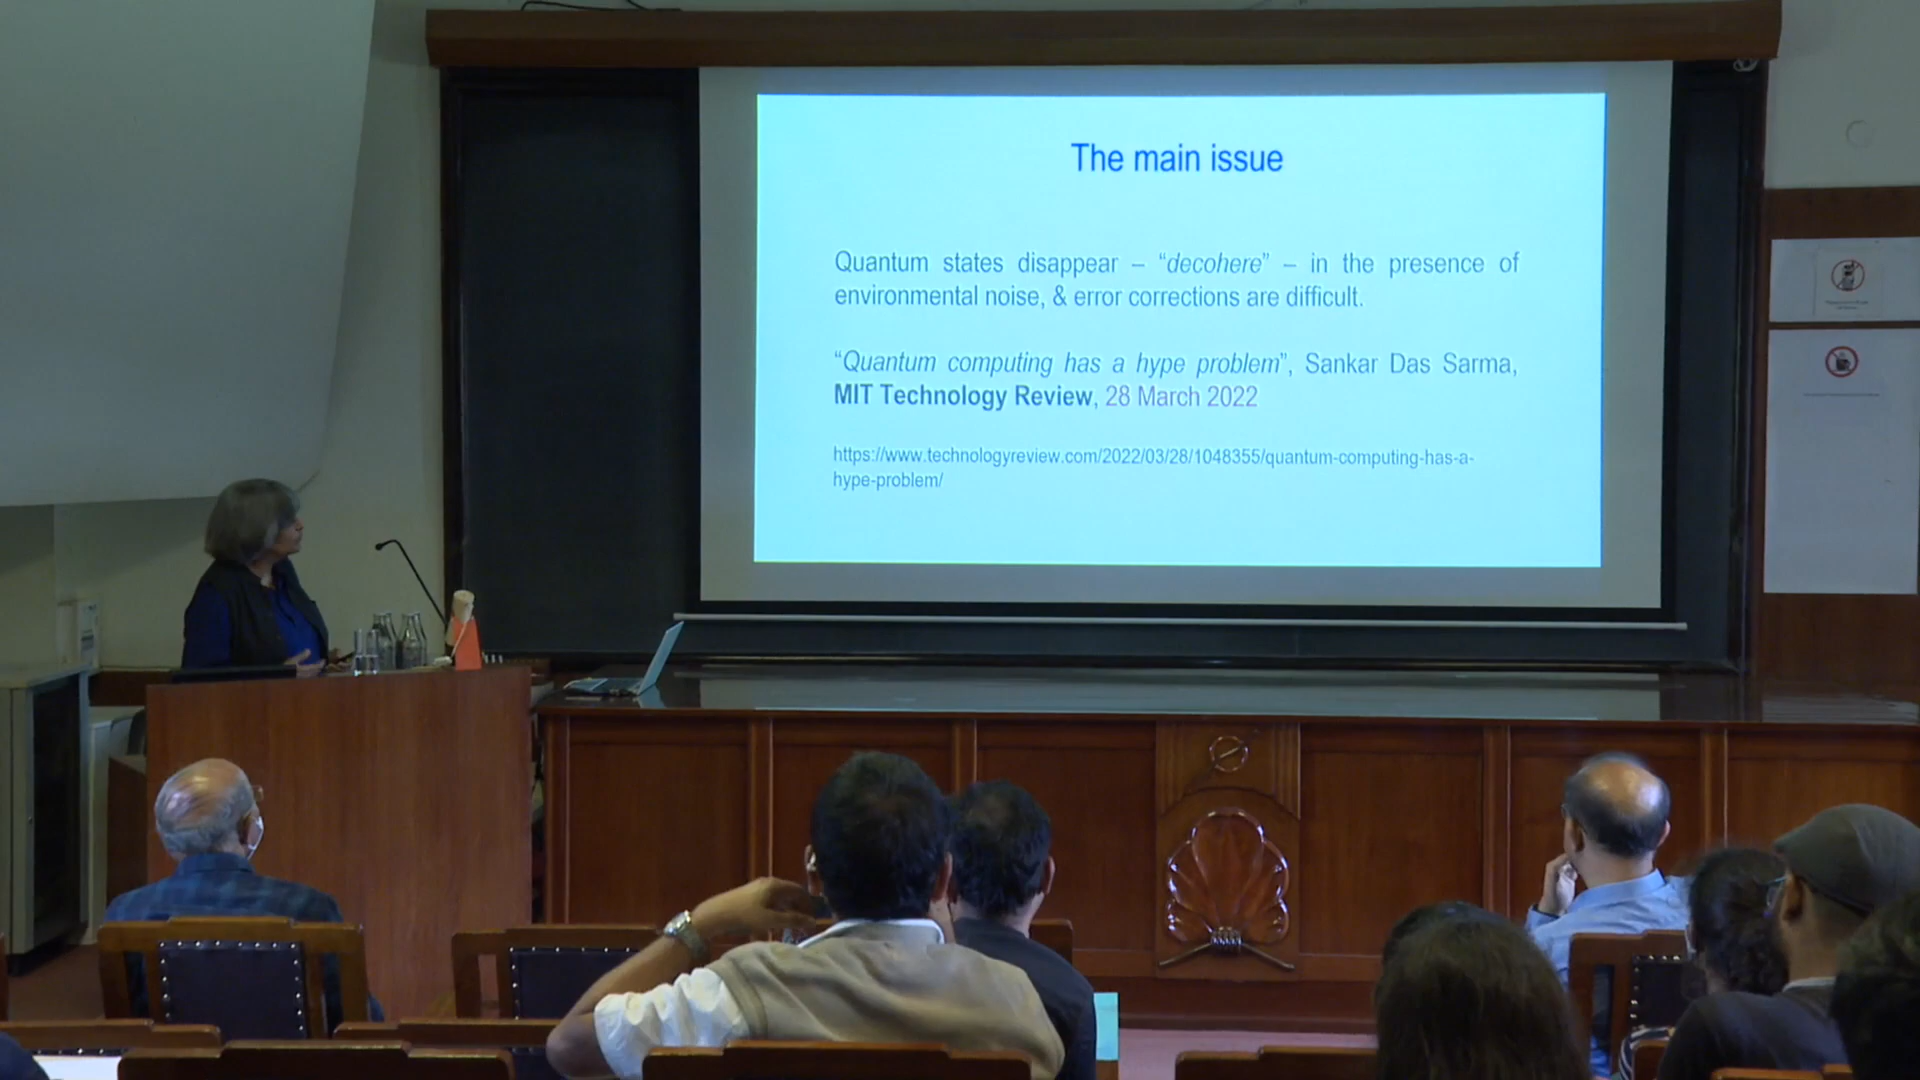 The main issue
Quantum states disappear – “decohere” – in the presence of
environmental noise, & error corrections are difficult.
“Quantum computing has a hype problem”, Sankar Das Sarma,
MIT Technology Review, 28 March 2022
https://www.technologyreview.com/2022/03/28/1048355/quantum-computing-has-a-
hype-problem/